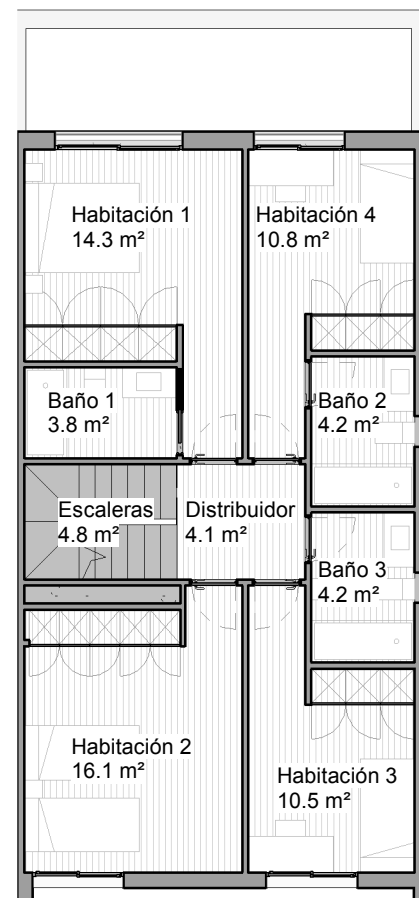 Habitación 1
14.3 m²
Habitación 4
10.8 m²
Baño 1
3.8 m²
Baño 2
4.2 m²
Escaleras
4.8 m²
Distribuidor
4.1 m²
Baño 3
4.2 m²
Habitación 2
16.1 m²
Habitación 3
10.5 m²